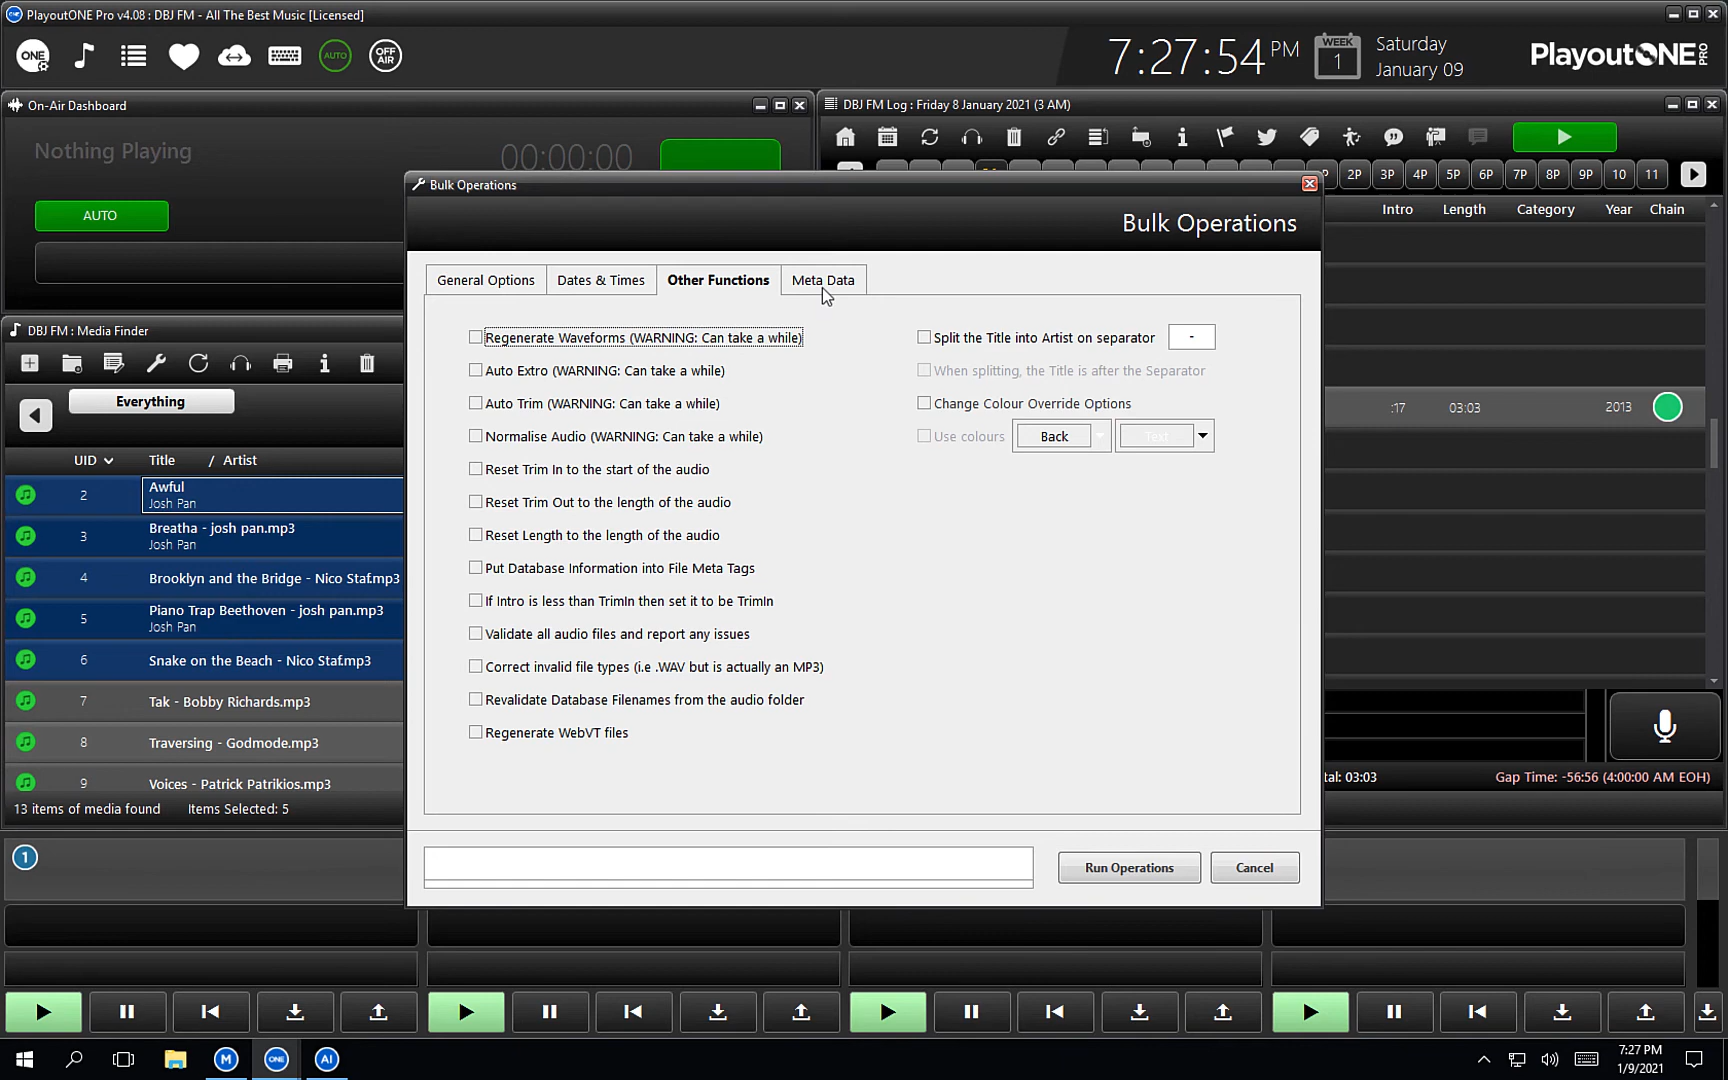 PlayoutONE Pro v4.08 : DBJ FM - All The Best Music [Licensed]
ONE
AUTO
OFF
AIR
7:27:54 PM
WEEK
1
Saturday
January 09
PlayoutONE PRO
On-Air Dashboard
Nothing Playing
00:00:00
AUTO
DBJ FM Log : Friday 8 January 2021 (3 AM)
2P 3P 4P 5P 6P 7P 8P 9P 10 11
Intro Length Category Year Chain
:17 03:03 2013
Bulk Operations
Bulk Operations
General Options
Dates & Times
Other Functions
Meta Data
Regenerate Waveforms (WARNING: Can take a while)
Auto Extro (WARNING: Can take a while)
Auto Trim (WARNING: Can take a while)
Normalise Audio (WARNING: Can take a while)
Reset Trim In to the start of the audio
Reset Trim Out to the length of the audio
Reset Length to the length of the audio
Put Database Information into File Meta Tags
If Intro is less than TrimIn then set it to be TrimIn
Validate all audio files and report any issues
Correct invalid file types (i.e .WAV but is actually an MP3)
Revalidate Database Filenames from the audio folder
Regenerate WebVT files
Split the Title into Artist on separator -
When splitting, the Title is after the Separator
Change Colour Override Options
Use colours Back Text
Run Operations
Cancel
DBJ FM : Media Finder
Everything
UID Title / Artist
2 Awful
Josh Pan
3 Breatha - josh pan.mp3
Josh Pan
4 Brooklyn and the Bridge - Nico Staf.mp3
5 Piano Trap Beethoven - josh pan.mp3
Josh Pan
6 Snake on the Beach - Nico Staf.mp3
7 Tak - Bobby Richards.mp3
8 Traversing - Godmode.mp3
9 Voices - Patrick Patrikios.mp3
13 items of media found Items Selected: 5
tal: 03:03
Gap Time: -56:56 (4:00:00 AM EOH)
1
M
ONE
AI
7:27 PM
1/9/2021